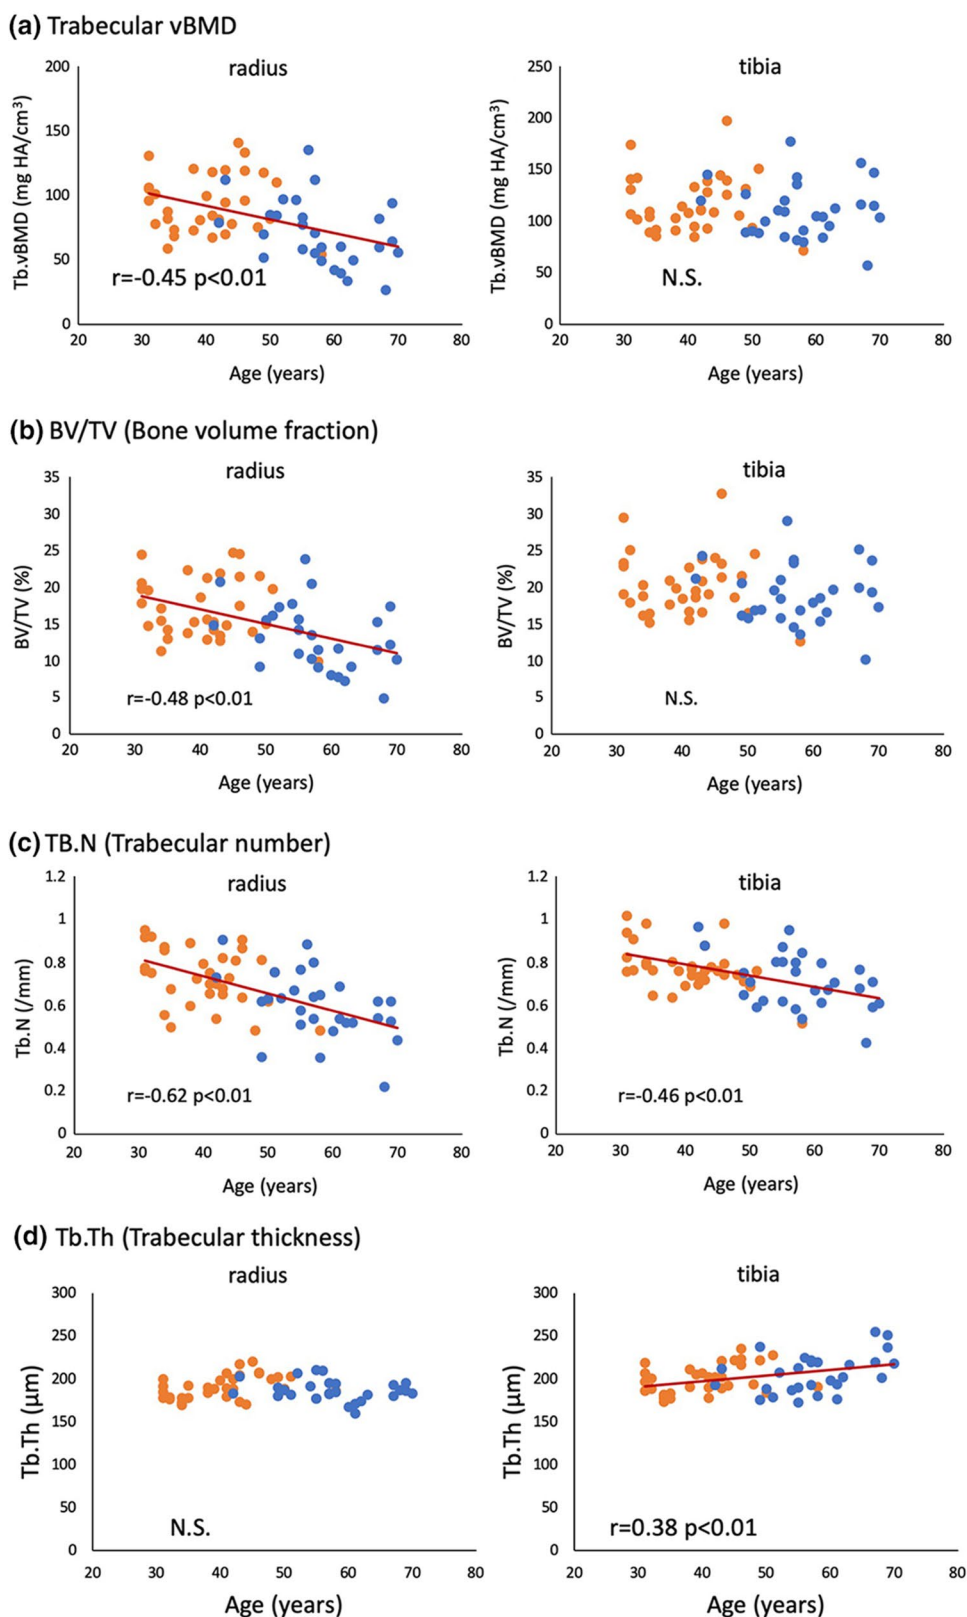 (a) Trabecular vBMD
radius
Tb.vBMD (mg HA/cm³)
200
150
100
50
0
r=-0.45 p<0.01
20 30 40 50 60 70 80
Age (years)
tibia
Tb.vBMD (mg HA/cm³)
250
200
150
100
50
0
N.S.
20 30 40 50 60 70 80
Age (years)
(b) BV/TV (Bone volume fraction)
radius
BV/TV (%)
35
30
25
20
15
10
5
0
r=-0.48 p<0.01
20 30 40 50 60 70 80
Age (years)
tibia
BV/TV (%)
35
30
25
20
15
10
5
0
N.S.
20 30 40 50 60 70 80
Age (years)
(c) TB.N (Trabecular number)
radius
Tb.N (/mm)
1.2
1
0.8
0.6
0.4
0.2
0
r=-0.62 p<0.01
20 30 40 50 60 70 80
Age (years)
tibia
Tb.N (/mm)
1.2
1
0.8
0.6
0.4
0.2
0
r=-0.46 p<0.01
20 30 40 50 60 70 80
Age (years)
(d) Tb.Th (Trabecular thickness)
radius
Tb.Th (μm)
300
250
200
150
100
50
0
N.S.
20 30 40 50 60 70 80
Age (years)
tibia
Tb.Th (μm)
300
250
200
150
100
50
0
r=0.38 p<0.01
20 30 40 50 60 70 80
Age (years)